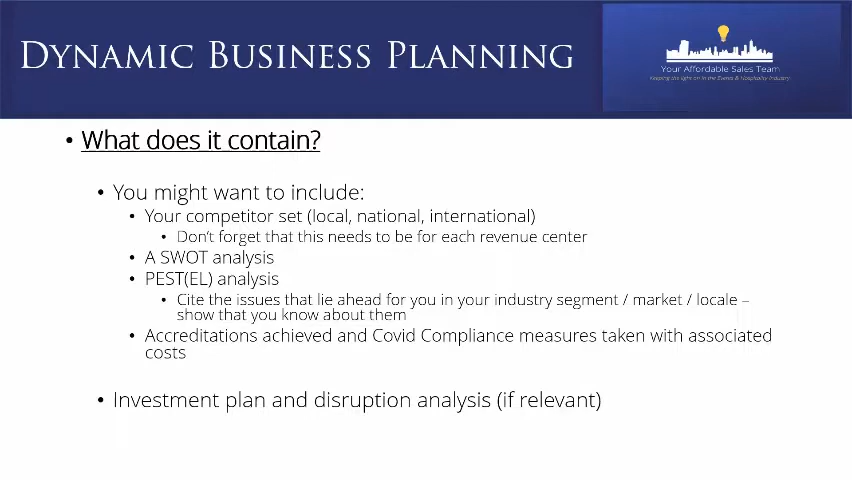 DYNAMIC BUSINESS PLANNING
Your Affordable Sales Team
Keeping the light on in the Events & Hospitality Industry
• What does it contain?
• You might want to include:
• Your competitor set (local, national, international)
• Don't forget that this needs to be for each revenue center
• A SWOT analysis
• PEST(EL) analysis
• Cite the issues that lie ahead for you in your industry segment / market / locale –
show that you know about them
• Accreditations achieved and Covid Compliance measures taken with associated
costs
• Investment plan and disruption analysis (if relevant)